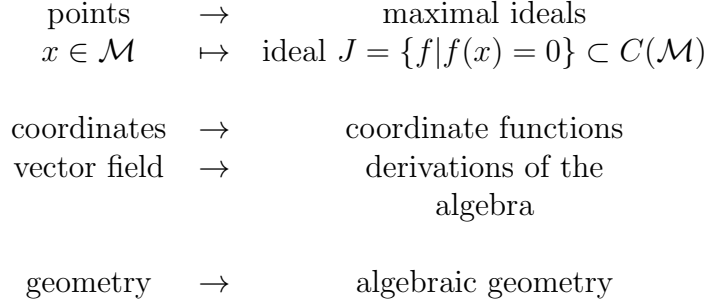 points → maximal ideals
x ∈ ℳ ↦ ideal J = {f|f(x) = 0} ⊂ C(ℳ)
coordinates → coordinate functions
vector field → derivations of the
algebra
geometry → algebraic geometry